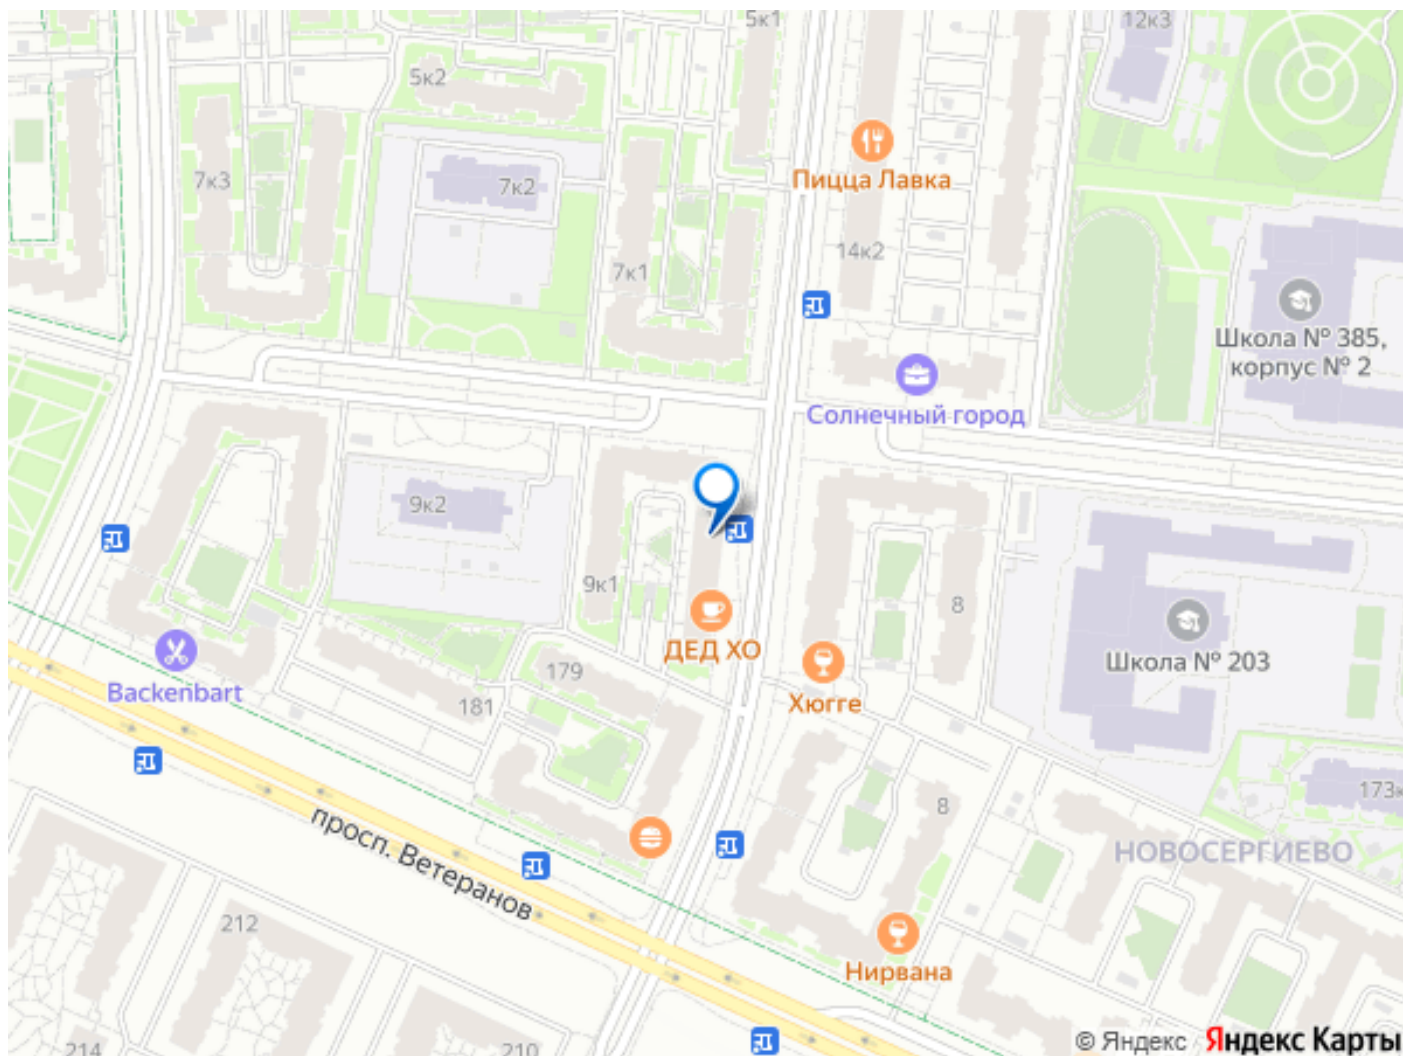 5к1
12к3
5к2
Пицца Лавка
7к3
7к2
14к2
7к1
Школа № 385,
корпус № 2
Солнечный город
9к2
9к1
8
ДЕД ХО
Школа № 203
179
Backenbart
181
Хюгге
173к
8
просп. Ветеранов
НОВОСЕРГИЕВО
212
Нирвана
214
210
© Яндекс Яндекс Карты